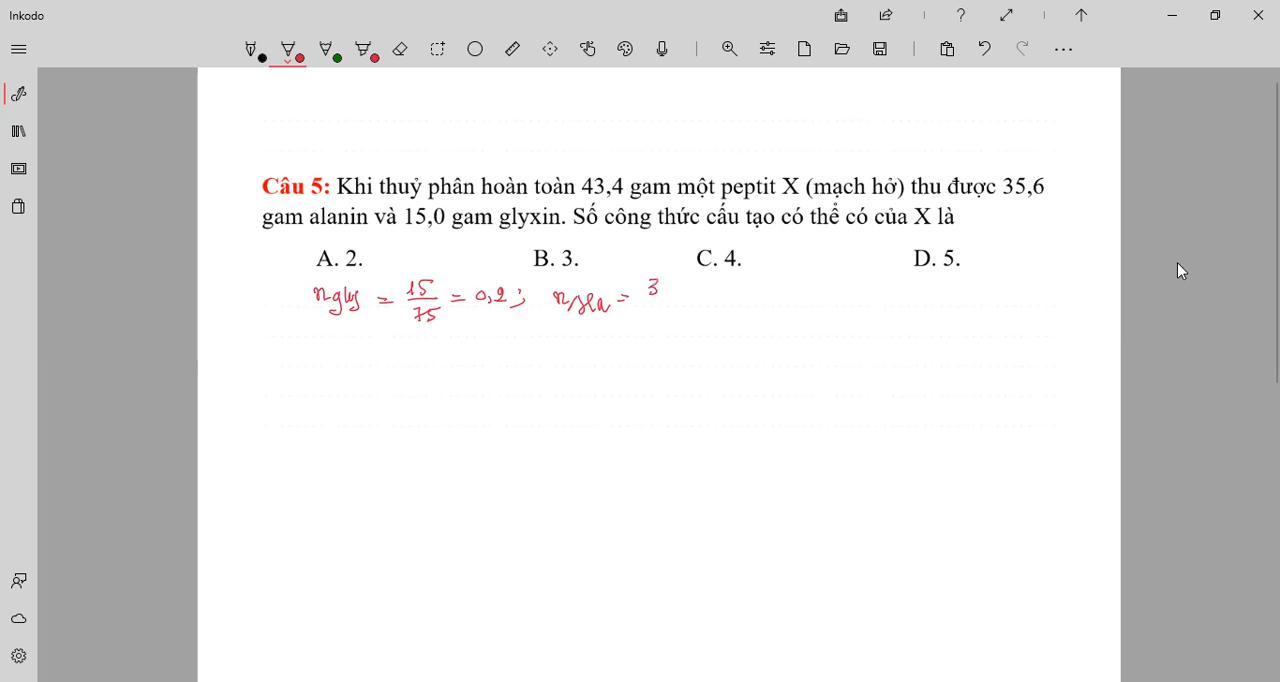 Inkodo
Câu 5: Khi thuỷ phân hoàn toàn 43,4 gam một peptit X (mạch hở) thu được 35,6
gam alanin và 15,0 gam glyxin. Số công thức cấu tạo có thể có của X là
A. 2. B. 3. C. 4. D. 5.
n gly = 15/75 = 0,2 ; n Ala = 3